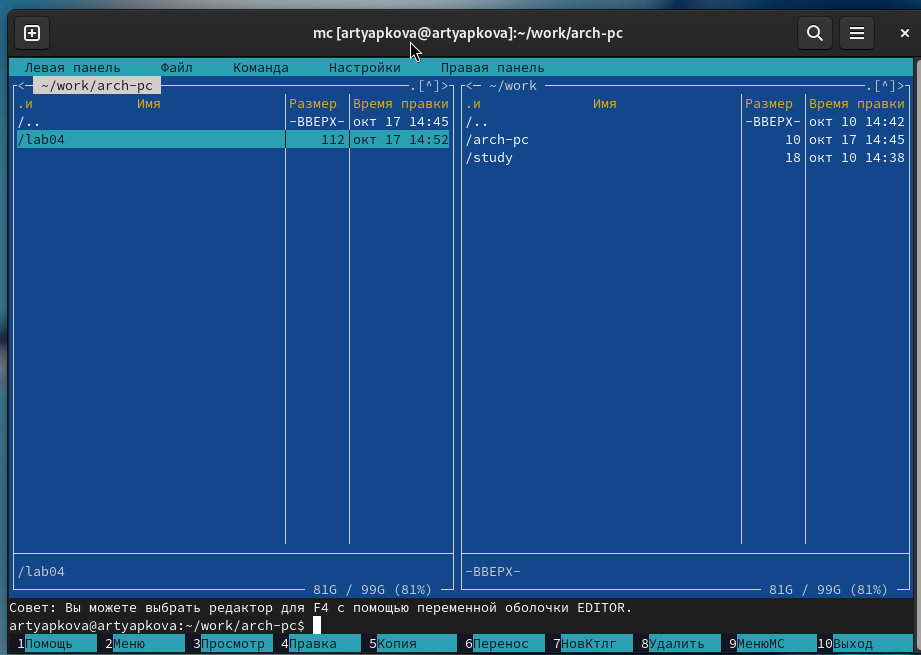 mc [artyapkova@artyapkova]:~/work/arch-pc
Левая панель Файл Команда Настройки Правая панель
<— ~/work/arch-pc .[^]>
.и Имя Размер Время правки
/.. -ВВЕРХ- окт 17 14:45
/lab04 112 окт 17 14:52
/lab04
81G / 99G (81%)
<— ~/work .[^]>
.и Имя Размер Время правки
/.. -ВВЕРХ- окт 10 14:42
/arch-pc 10 окт 17 14:45
/study 18 окт 10 14:38
-ВВЕРХ-
81G / 99G (81%)
Совет: Вы можете выбрать редактор для F4 с помощью переменной оболочки EDITOR.
artyapkova@artyapkova:~/work/arch-pc$
1Помощь 2Меню 3Просмотр 4Правка 5Копия 6Перенос 7НовКтлг 8Удалить 9МенюМС 10Выход